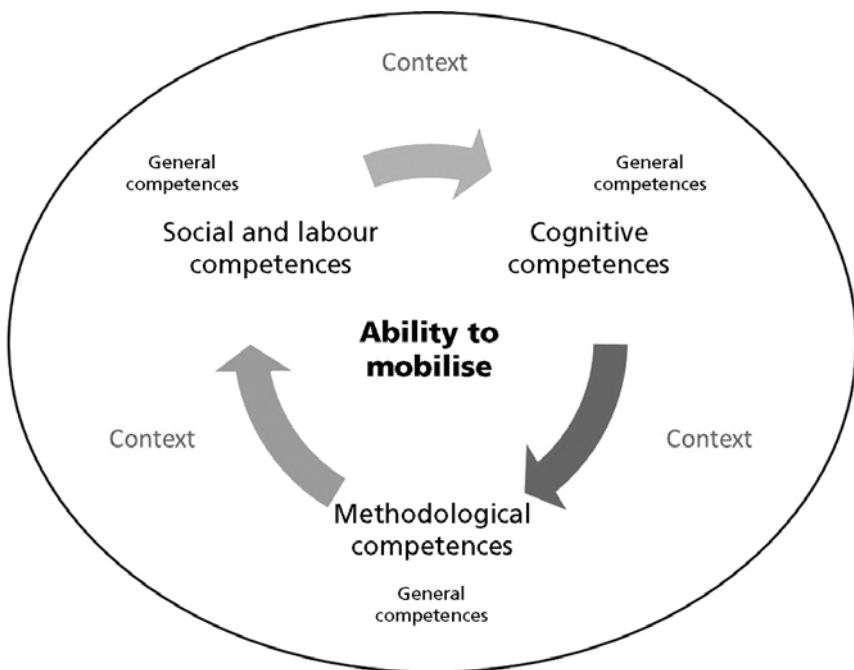 Context
General
competences
Social and labour
competences
General
competences
Cognitive
competences
Ability to
mobilise
Context
Context
Methodological
competences
General
competences